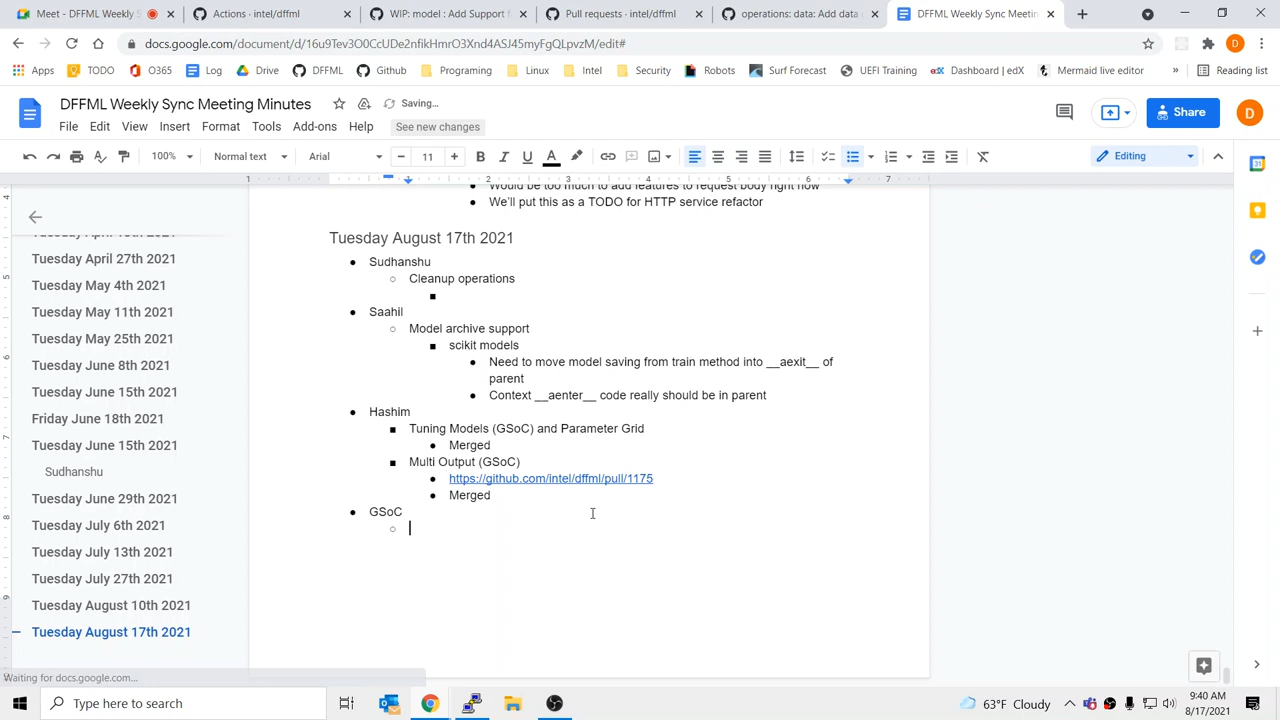 Meet - DFFML Weekly S
Actions · intel/dffml
WIP: model : Add Support f
Pull requests · intel/dffml
operations: data: Add data c
DFFML Weekly Sync Meetin
docs.google.com/document/d/16u9Tev3O0CcUDe2nfikHmrO3Xnd4ASJ45myFgQLpvzM/edit#
D
Apps
TODO
O365
Log
Drive
DFFML
Github
Programing
Linux
Intel
Security
Robots
Surf Forecast
UEFI Training
Dashboard | edX
Mermaid live editor
»
Reading list
DFFML Weekly Sync Meeting Minutes
Saving…
File Edit View Insert Format Tools Add-ons Help
See new changes
Share
D
100%
Normal text
Arial
11
Editing
1 1 2 3 4 5 6 7
Would be too much to add features to request body right now
We'll put this as a TODO for HTTP service refactor
Tuesday August 17th 2021
Sudhanshu
Cleanup operations
Saahil
Model archive support
scikit models
Need to move model saving from train method into __aexit__ of
parent
Context __aenter__ code really should be in parent
Hashim
Tuning Models (GSoC) and Parameter Grid
Merged
Multi Output (GSoC)
https://github.com/intel/dffml/pull/1175
Merged
GSoC
Tuesday April 27th 2021
Tuesday May 4th 2021
Tuesday May 11th 2021
Tuesday May 25th 2021
Tuesday June 8th 2021
Tuesday June 15th 2021
Friday June 18th 2021
Tuesday June 15th 2021
Sudhanshu
Tuesday June 29th 2021
Tuesday July 6th 2021
Tuesday July 13th 2021
Tuesday July 27th 2021
Tuesday August 10th 2021
Tuesday August 17th 2021
Waiting for docs.google.com...
Type here to search
63°F Cloudy
9:40 AM
8/17/2021